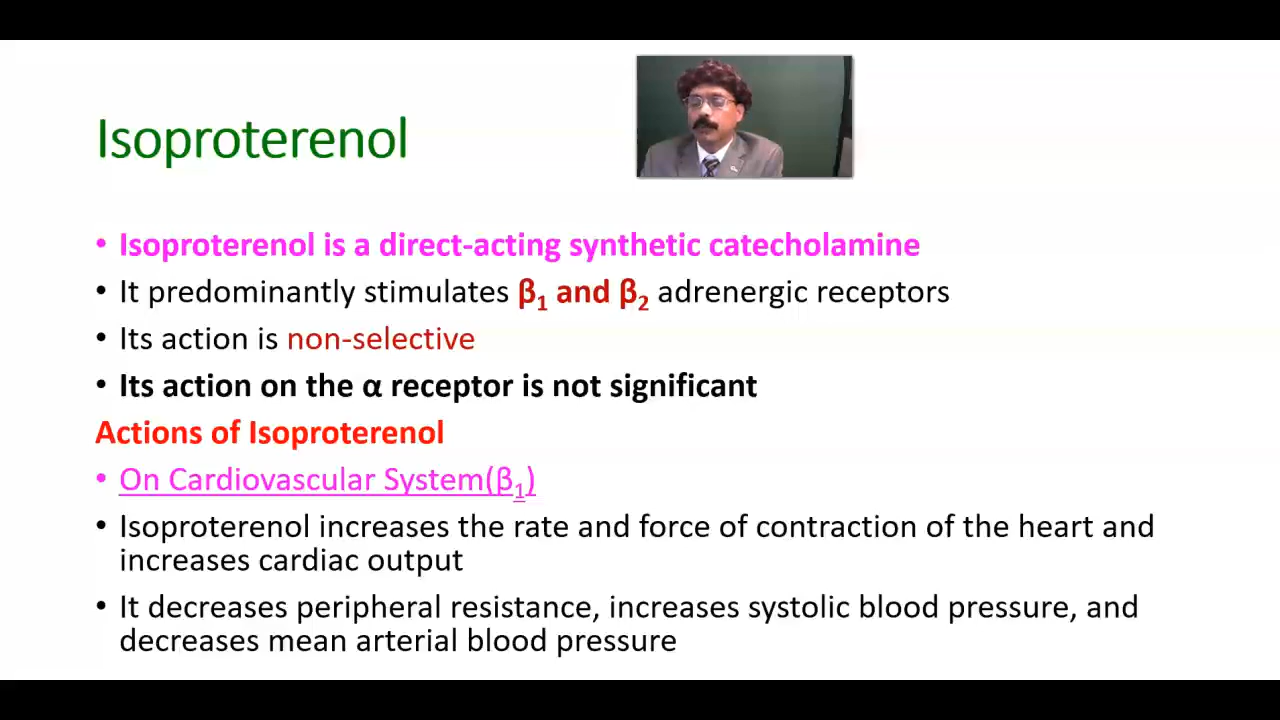 Isoproterenol
• Isoproterenol is a direct-acting synthetic catecholamine
• It predominantly stimulates β₁ and β₂ adrenergic receptors
• Its action is non-selective
• Its action on the α receptor is not significant
Actions of Isoproterenol
• On Cardiovascular System(β₁)
• Isoproterenol increases the rate and force of contraction of the heart and
increases cardiac output
• It decreases peripheral resistance, increases systolic blood pressure, and
decreases mean arterial blood pressure